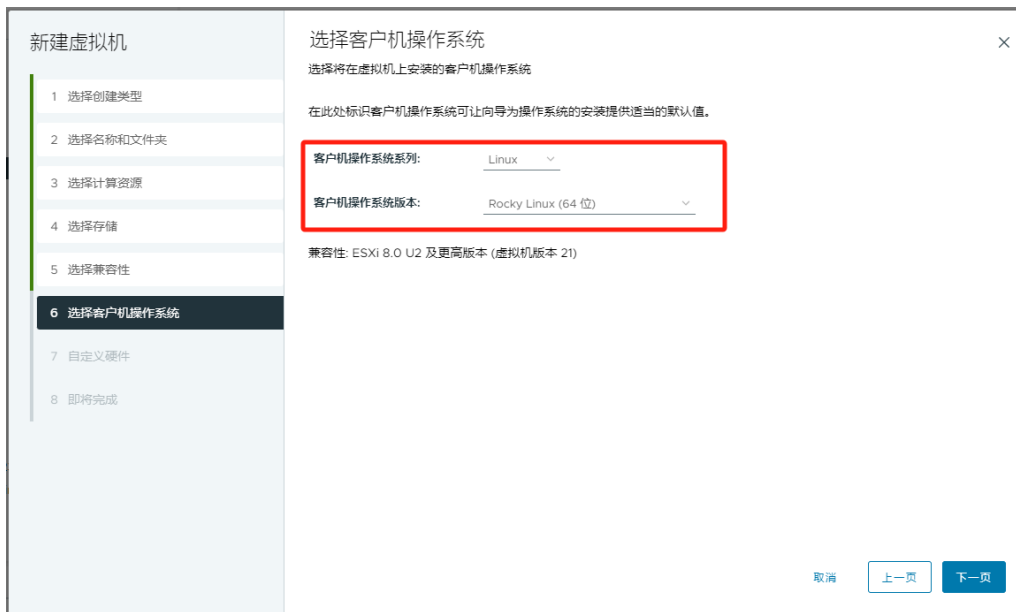 新建虚拟机
1 选择创建类型
2 选择名称和文件夹
3 选择计算资源
4 选择存储
5 选择兼容性
6 选择客户机操作系统
7 自定义硬件
8 即将完成
选择客户机操作系统
选择将在虚拟机上安装的客户机操作系统
在此处标识客户机操作系统可让向导为操作系统的安装提供适当的默认值。
客户机操作系统系列: Linux
客户机操作系统版本: Rocky Linux (64 位)
兼容性: ESXi 8.0 U2 及更高版本 (虚拟机版本 21)
取消 上一页 下一页